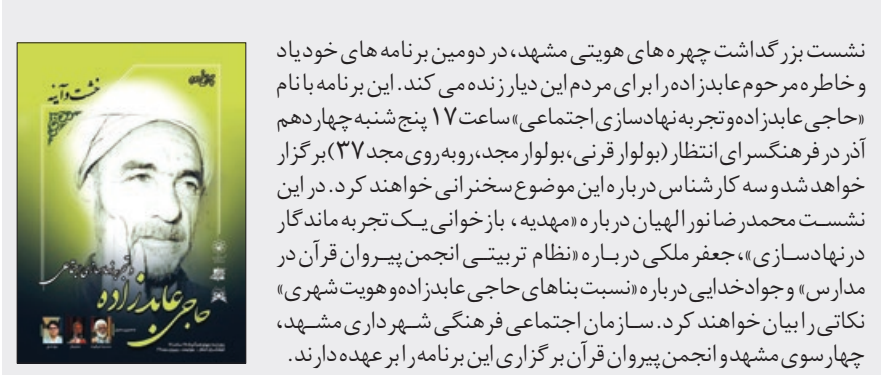 نشست بزرگداشت چهره‌های هویتی مشهد، در دومین برنامه‌های خود یاد
و خاطره مرحوم عابدزاده را برای مردم این دیار زنده می کند. این برنامه با نام
«حاجی عابدزاده و تجربه نهادسازی اجتماعی» ساعت ۱۷ پنج شنبه چهاردهم
آذر در فرهنگسرای انتظار (بولوار قرنی، بولوار مجد، روبه روی مجد ۳۷) برگزار
خواهد شد و سه کارشناس درباره این موضوع سخنرانی خواهند کرد. در این
نشست محمدرضا نورالهیان درباره «مهدیه، بازخوانی یک تجربه ماندگار
در نهادسازی»، جعفر ملکی درباره «نظام تربیتی انجمن پیروان قرآن در
مدارس» و جواد خدایی درباره «نسبت بناهای حاجی عابدزاده و هویت شهری»
نکاتی را بیان خواهند کرد. سازمان اجتماعی فرهنگی شهرداری مشهد،
چهارسوی مشهد و انجمن پیروان قرآن برگزاری این برنامه را بر عهده دارند.
خشت و آینه
حاجی عابدزاده